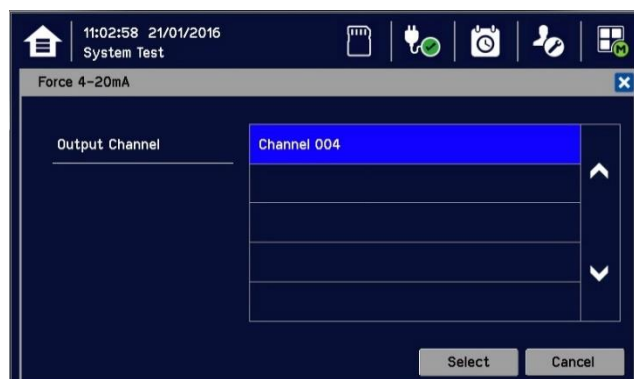 11:02:58 21/01/2016
System Test
M
Force 4-20mA
Output Channel
Channel 004
Select
Cancel